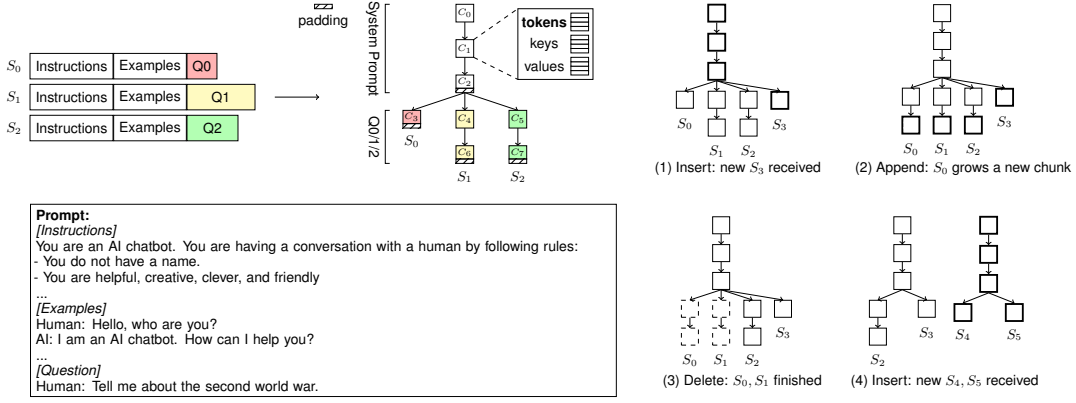 padding
S0 Instructions Examples Q0
S1 Instructions Examples Q1
S2 Instructions Examples Q2
System Prompt
Q0/1/2
C0
C1
C2
C3 C4 C5
S0
C6 C7
S1 S2
tokens
keys
values
S0 S3
S1 S2
(1) Insert: new S3 received
S3
S0 S1 S2
(2) Append: S0 grows a new chunk
Prompt:
[Instructions]
You are an AI chatbot. You are having a conversation with a human by following rules:
- You do not have a name.
- You are helpful, creative, clever, and friendly
...
[Examples]
Human: Hello, who are you?
AI: I am an AI chatbot. How can I help you?
...
[Question]
Human: Tell me about the second world war.
S3
S0 S1 S2
(3) Delete: S0, S1 finished
S3 S4 S5
S2
(4) Insert: new S4, S5 received